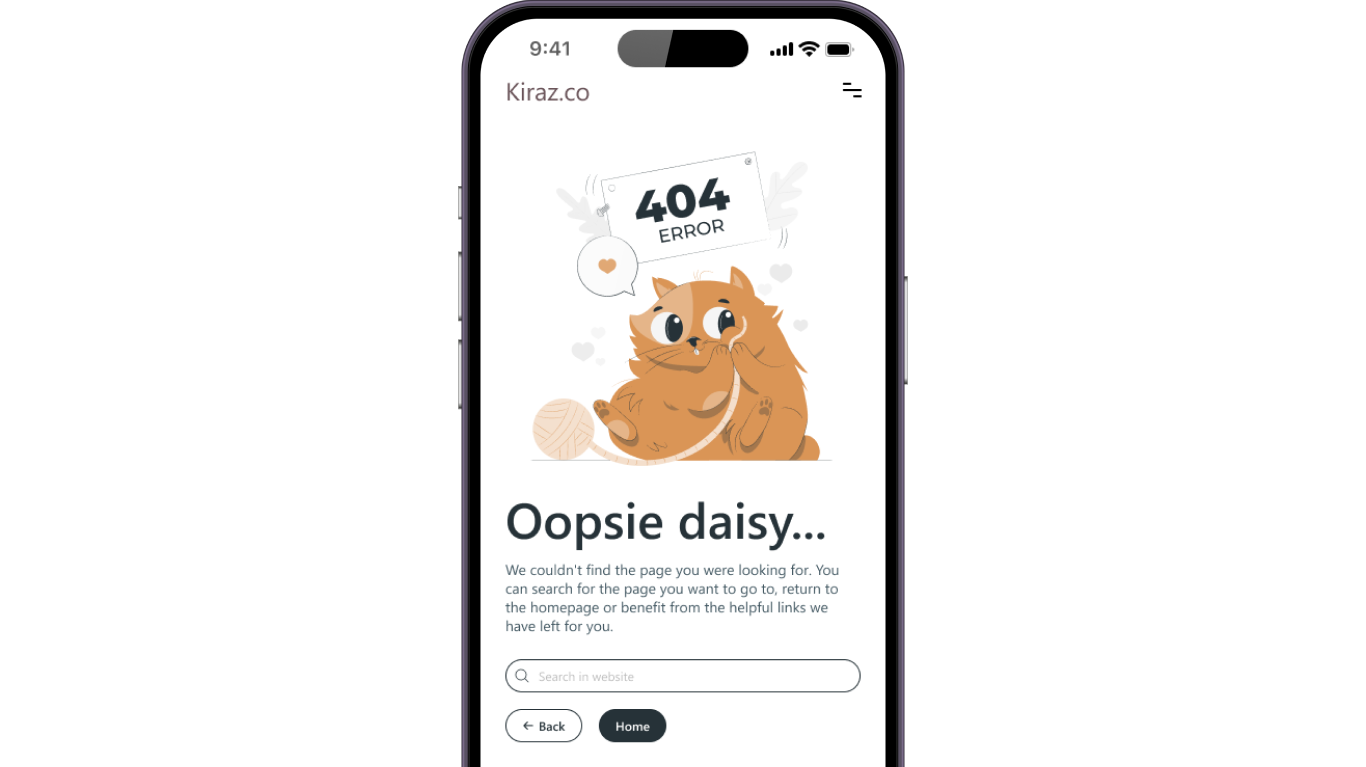 9:41
Kiraz.co
404
ERROR
Oopsie daisy...
We couldn't find the page you were looking for. You
can search for the page you want to go to, return to
the homepage or benefit from the helpful links we
have left for you.
Search in website
← Back
Home